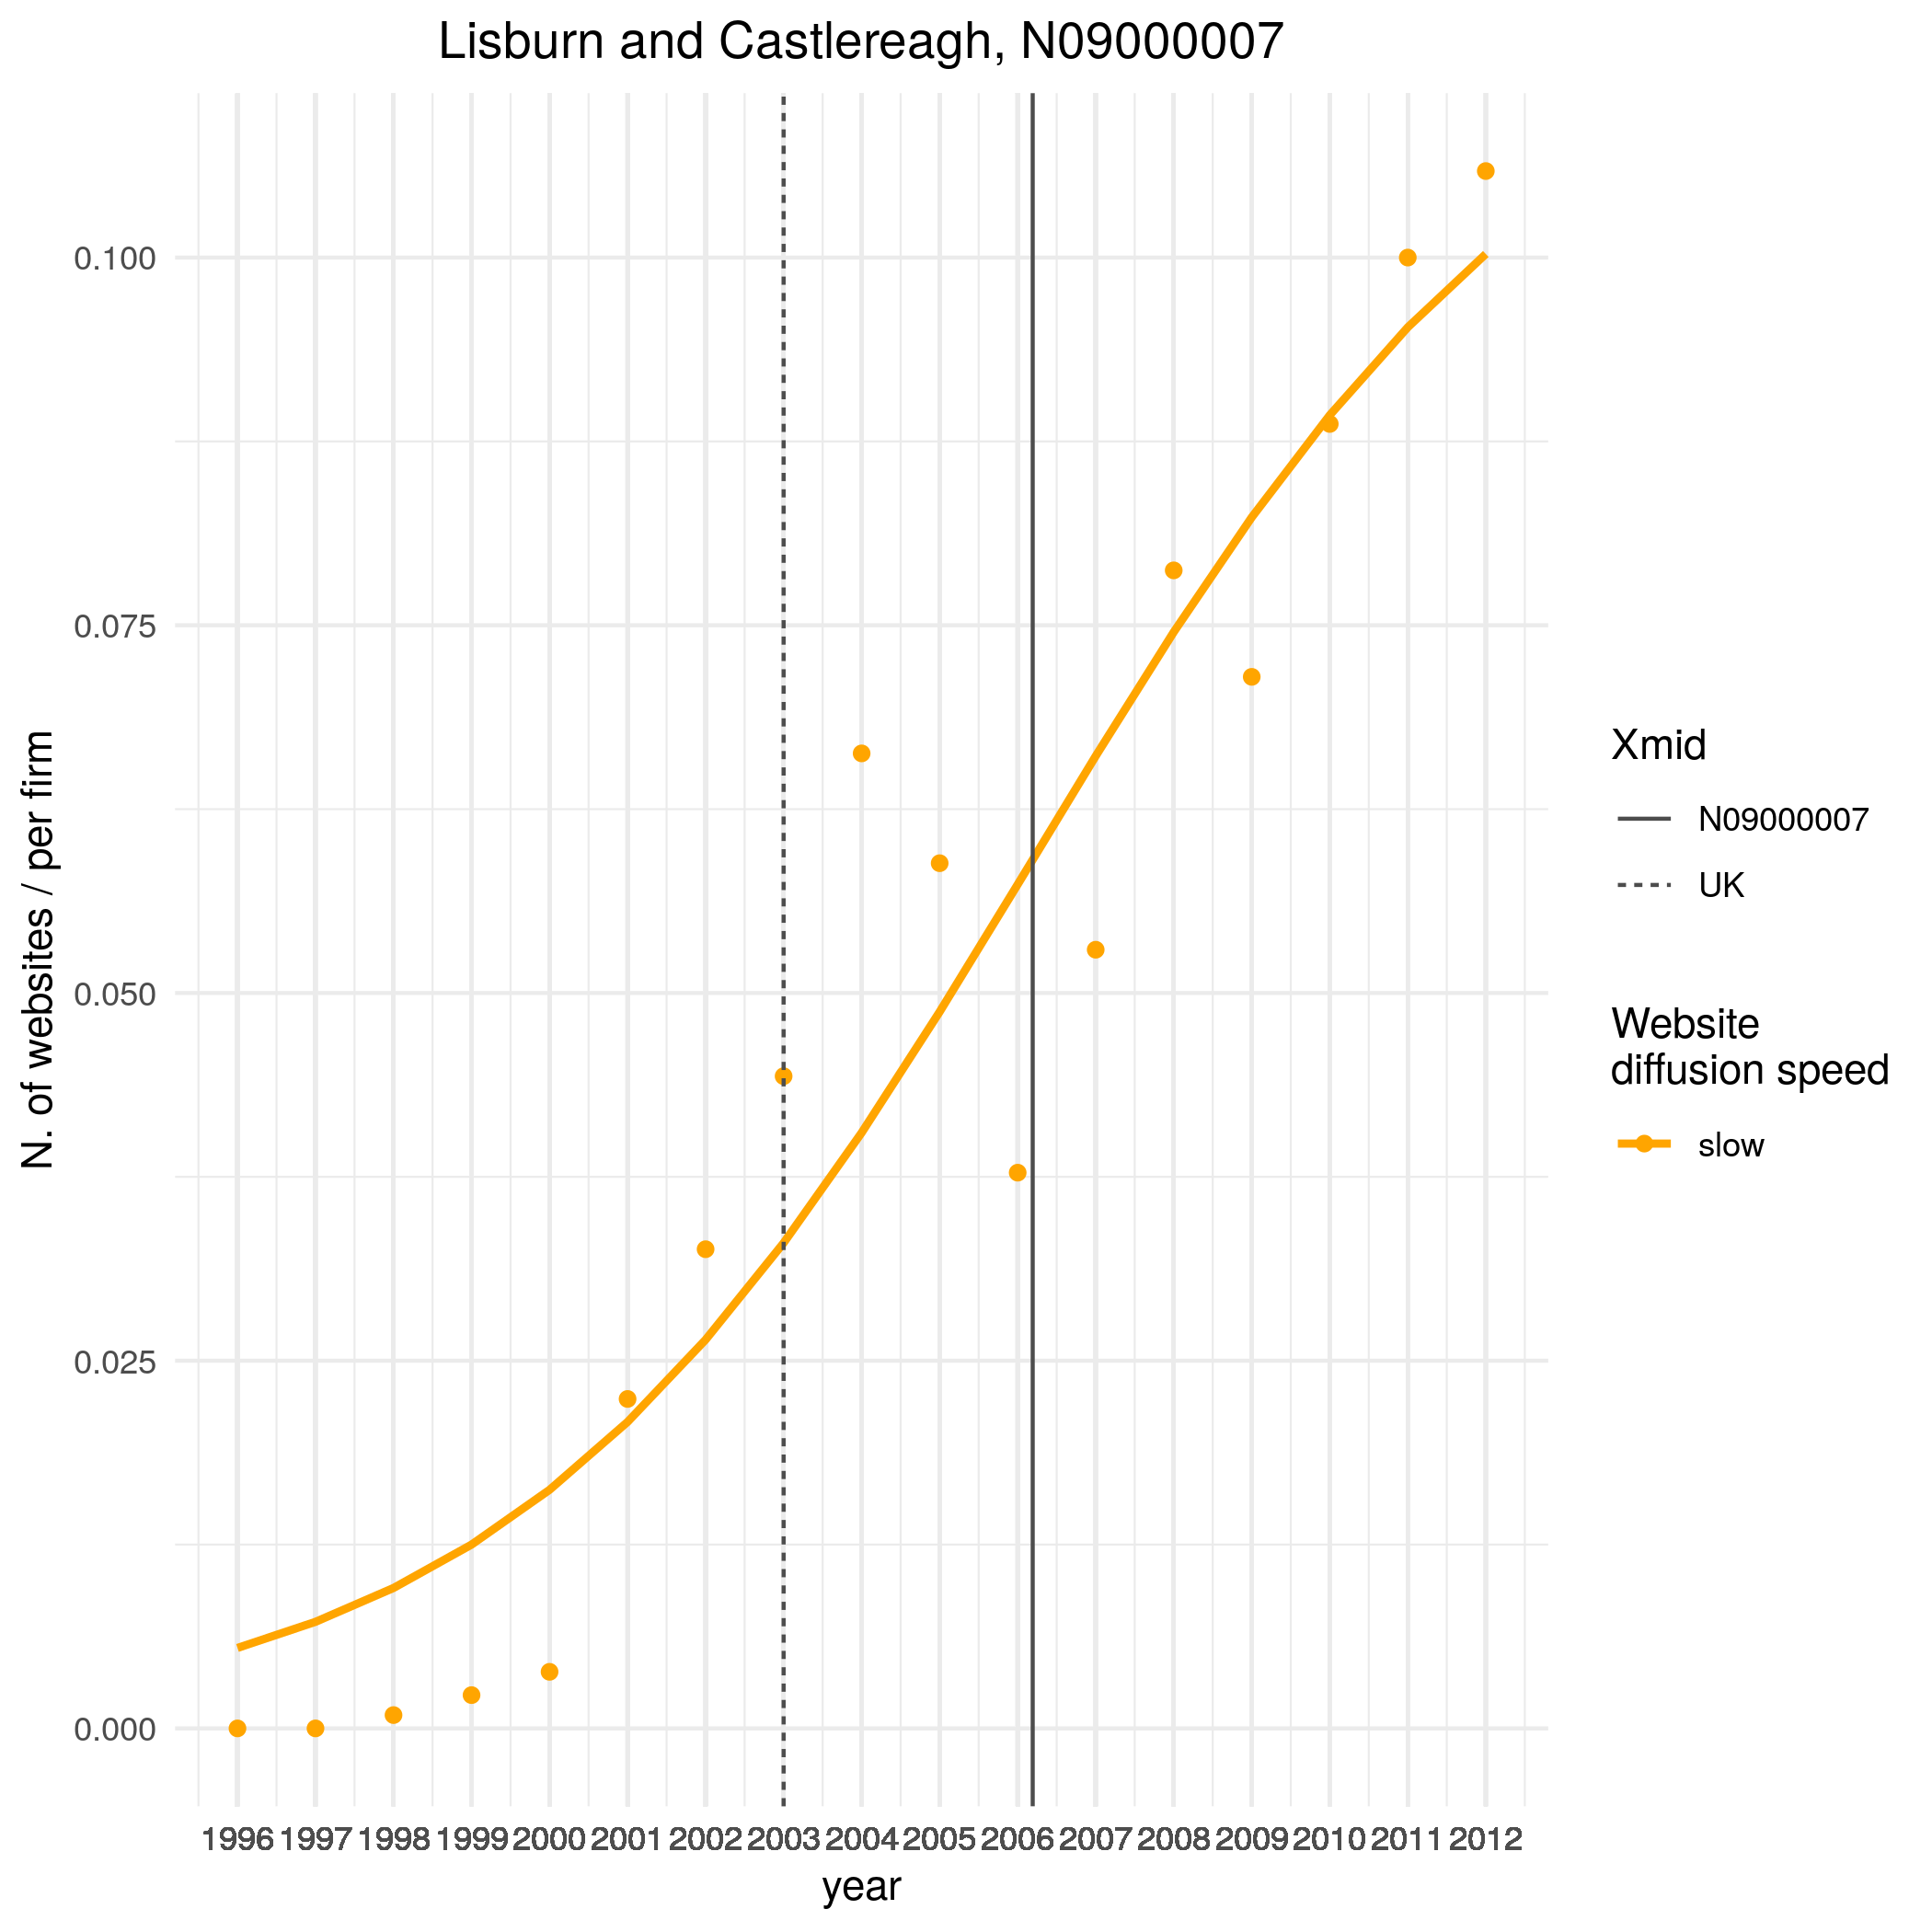 Lisburn and Castlereagh, N09000007
0.100
0.075
0.050
0.025
0.000
N. of websites / per firm
1996 1997 1998 1999 2000 2001 2002 2003 2004 2005 2006 2007 2008 2009 2010 2011 2012
year
Xmid
N09000007
UK
Website
diffusion speed
slow